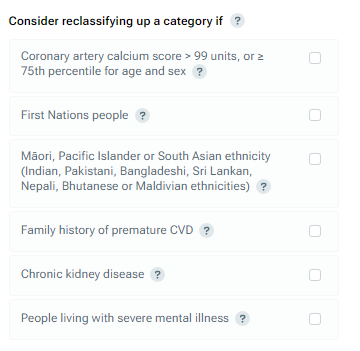 Consider reclassifying up a category if ?
Coronary artery calcium score > 99 units, or ≥
75th percentile for age and sex ?
First Nations people ?
Māori, Pacific Islander or South Asian ethnicity
(Indian, Pakistani, Bangladeshi, Sri Lankan,
Nepali, Bhutanese or Maldivian ethnicities) ?
Family history of premature CVD ?
Chronic kidney disease ?
People living with severe mental illness ?